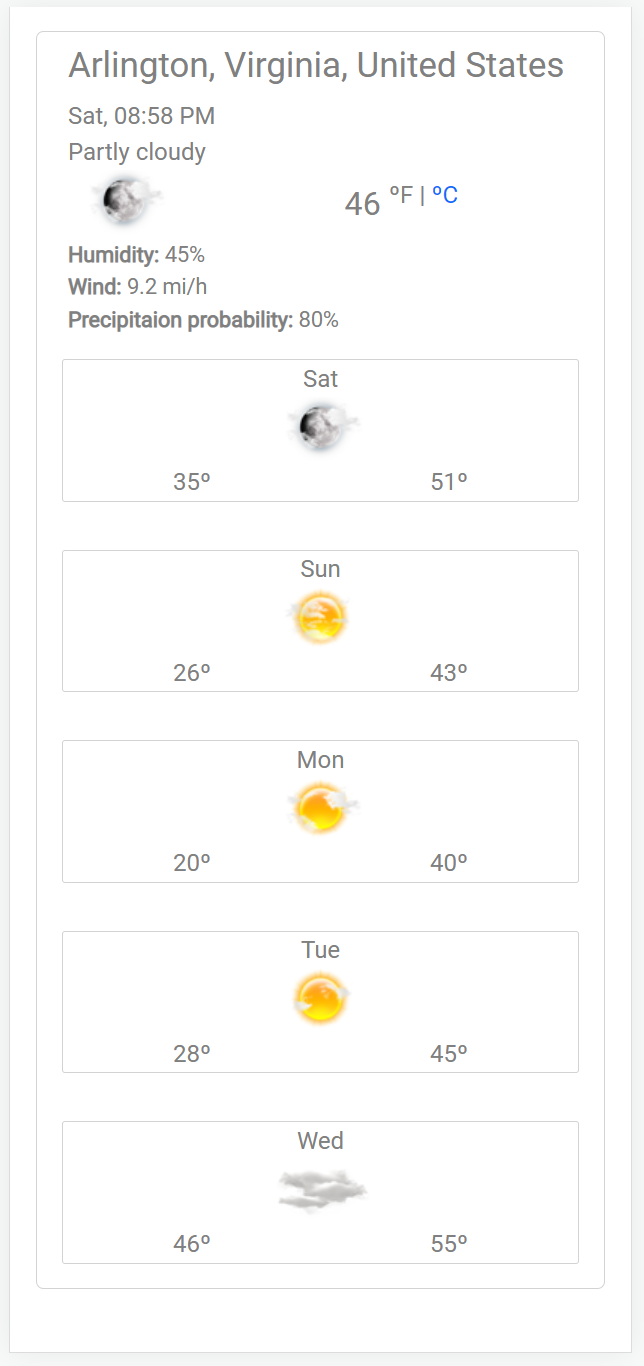 Arlington, Virginia, United States
Sat, 08:58 PM
Partly cloudy
46 ºF | ºC
Humidity: 45%
Wind: 9.2 mi/h
Precipitaion probability: 80%
Sat
35º 51º
Sun
26º 43º
Mon
20º 40º
Tue
28º 45º
Wed
46º 55º